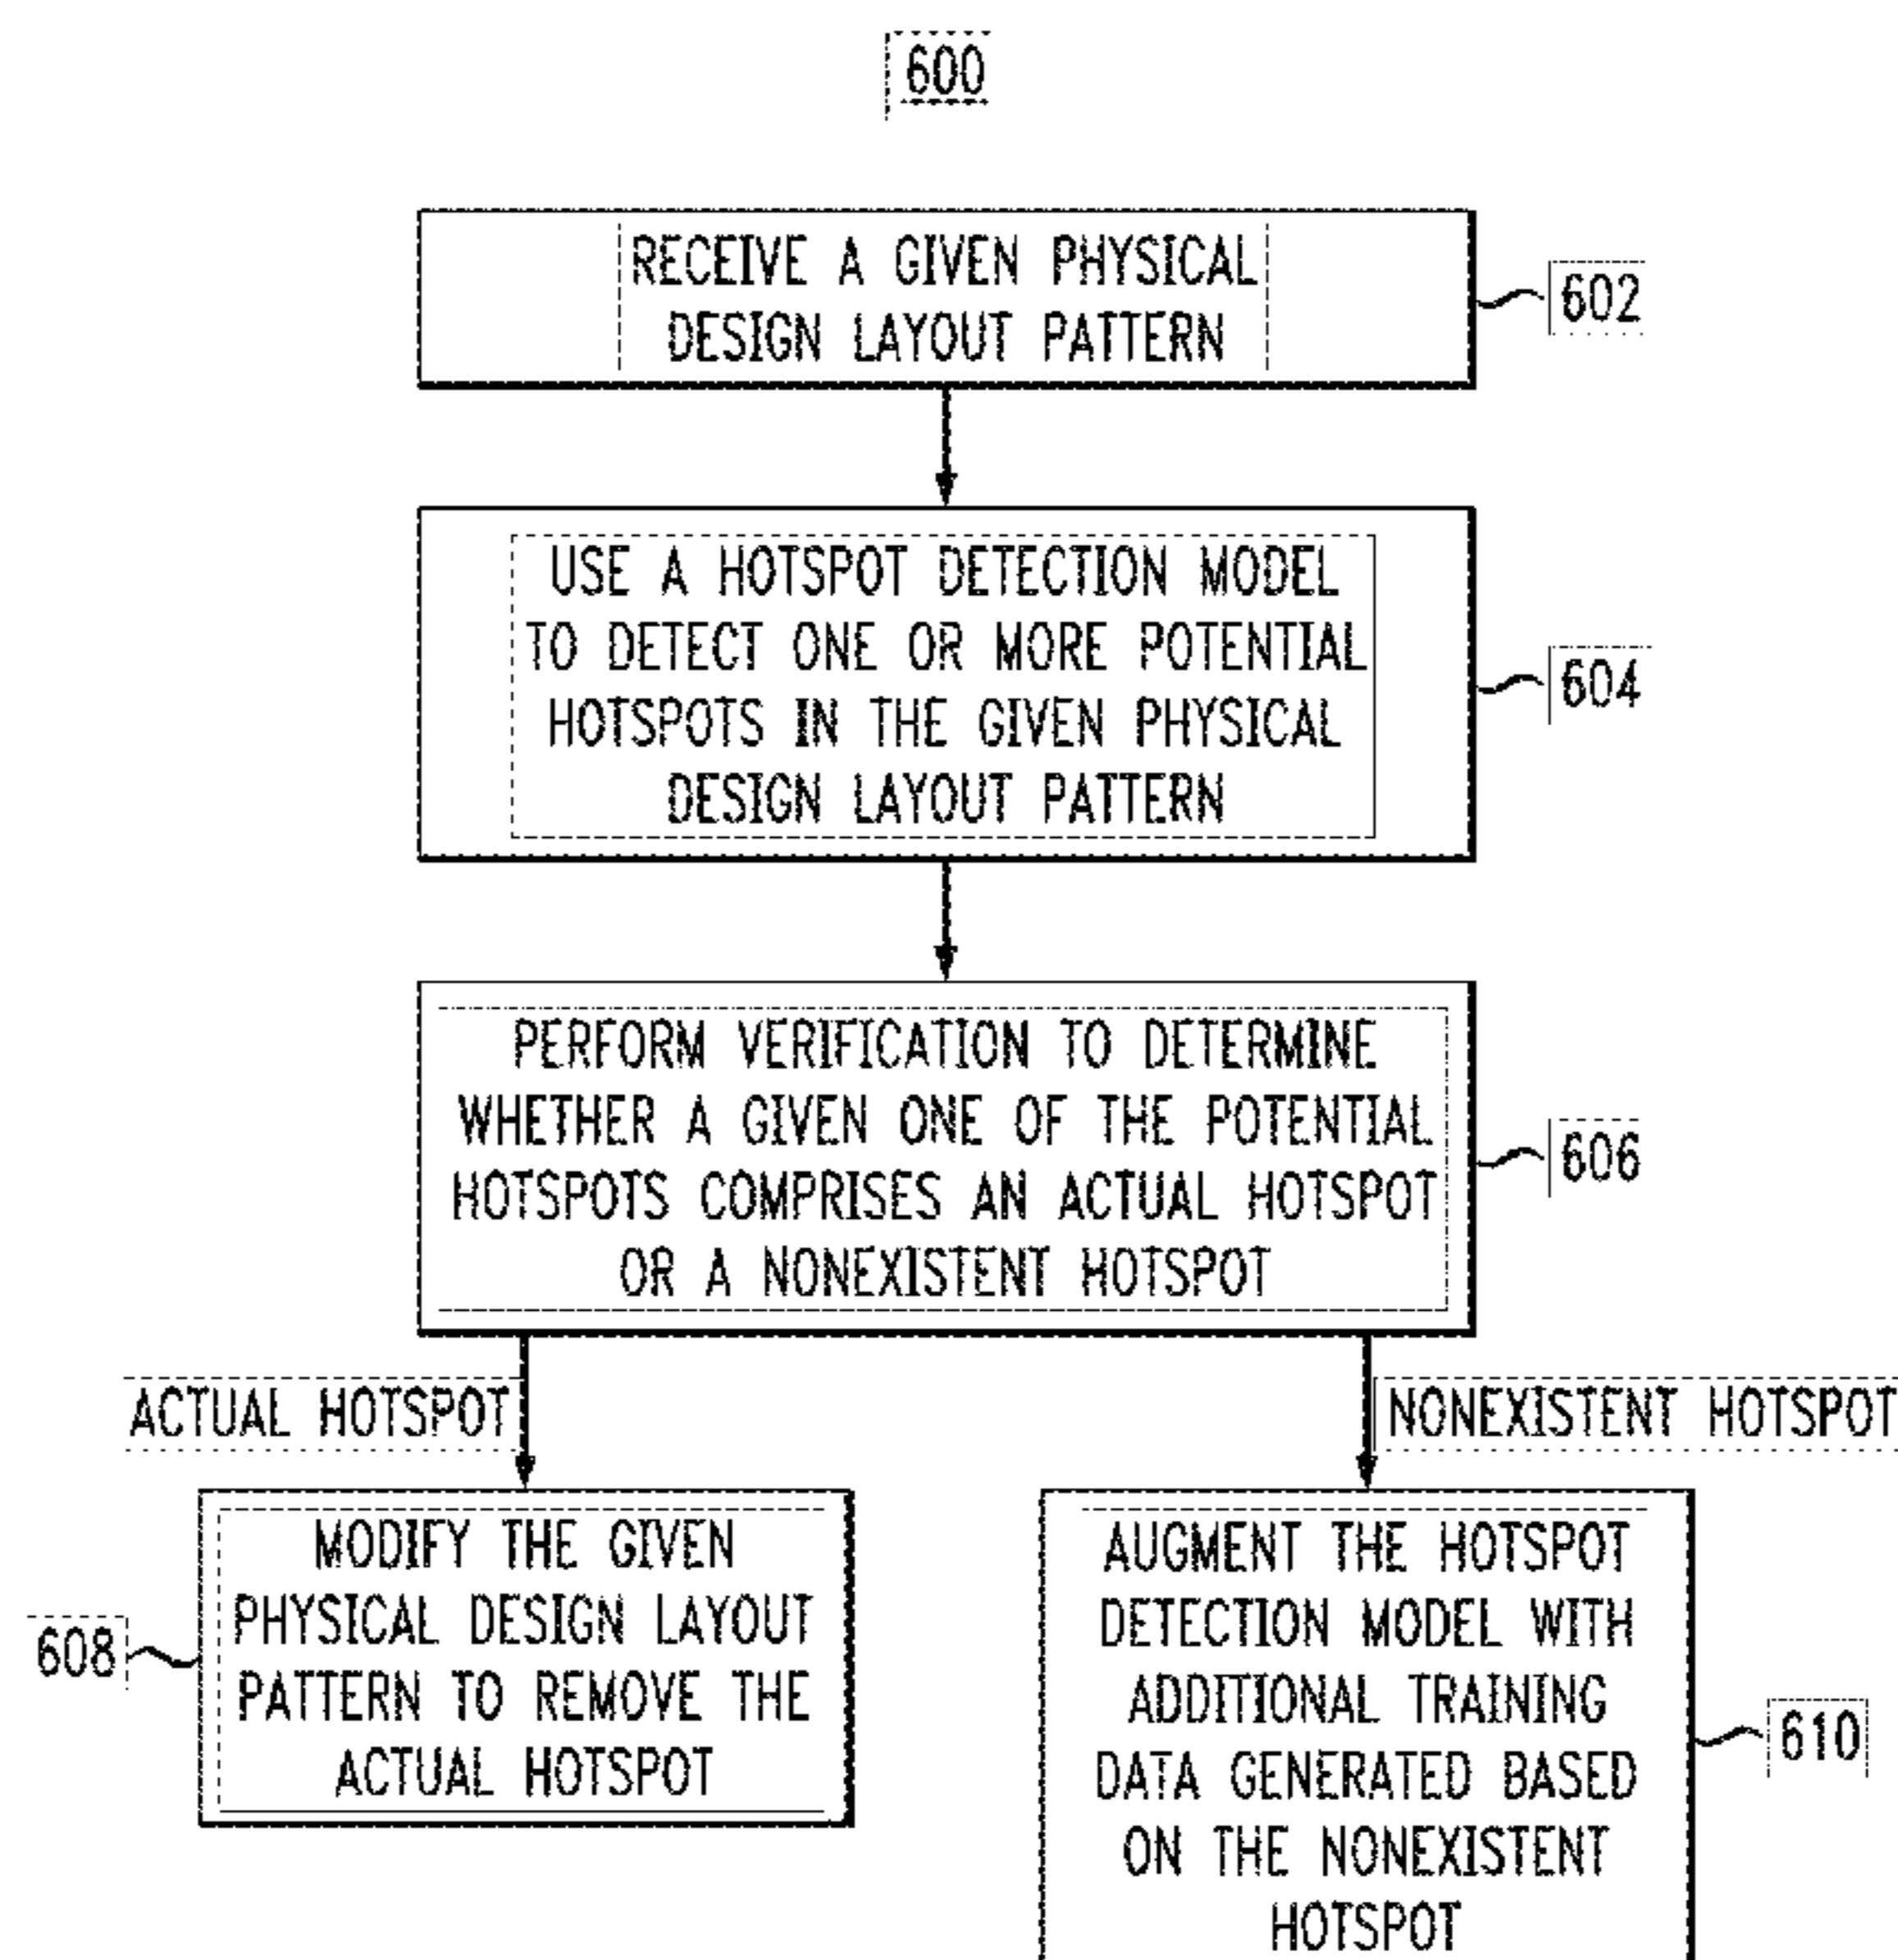 600
RECEIVE A GIVEN PHYSICAL
DESIGN LAYOUT PATTERN
602
USE A HOTSPOT DETECTION MODEL
TO DETECT ONE OR MORE POTENTIAL
HOTSPOTS IN THE GIVEN PHYSICAL
DESIGN LAYOUT PATTERN
604
PERFORM VERIFICATION TO DETERMINE
WHETHER A GIVEN ONE OF THE POTENTIAL
HOTSPOTS COMPRISES AN ACTUAL HOTSPOT
OR A NONEXISTENT HOTSPOT
606
ACTUAL HOTSPOT
NONEXISTENT HOTSPOT
MODIFY THE GIVEN
PHYSICAL DESIGN LAYOUT
PATTERN TO REMOVE THE
ACTUAL HOTSPOT
608
AUGMENT THE HOTSPOT
DETECTION MODEL WITH
ADDITIONAL TRAINING
DATA GENERATED BASED
ON THE NONEXISTENT
HOTSPOT
610